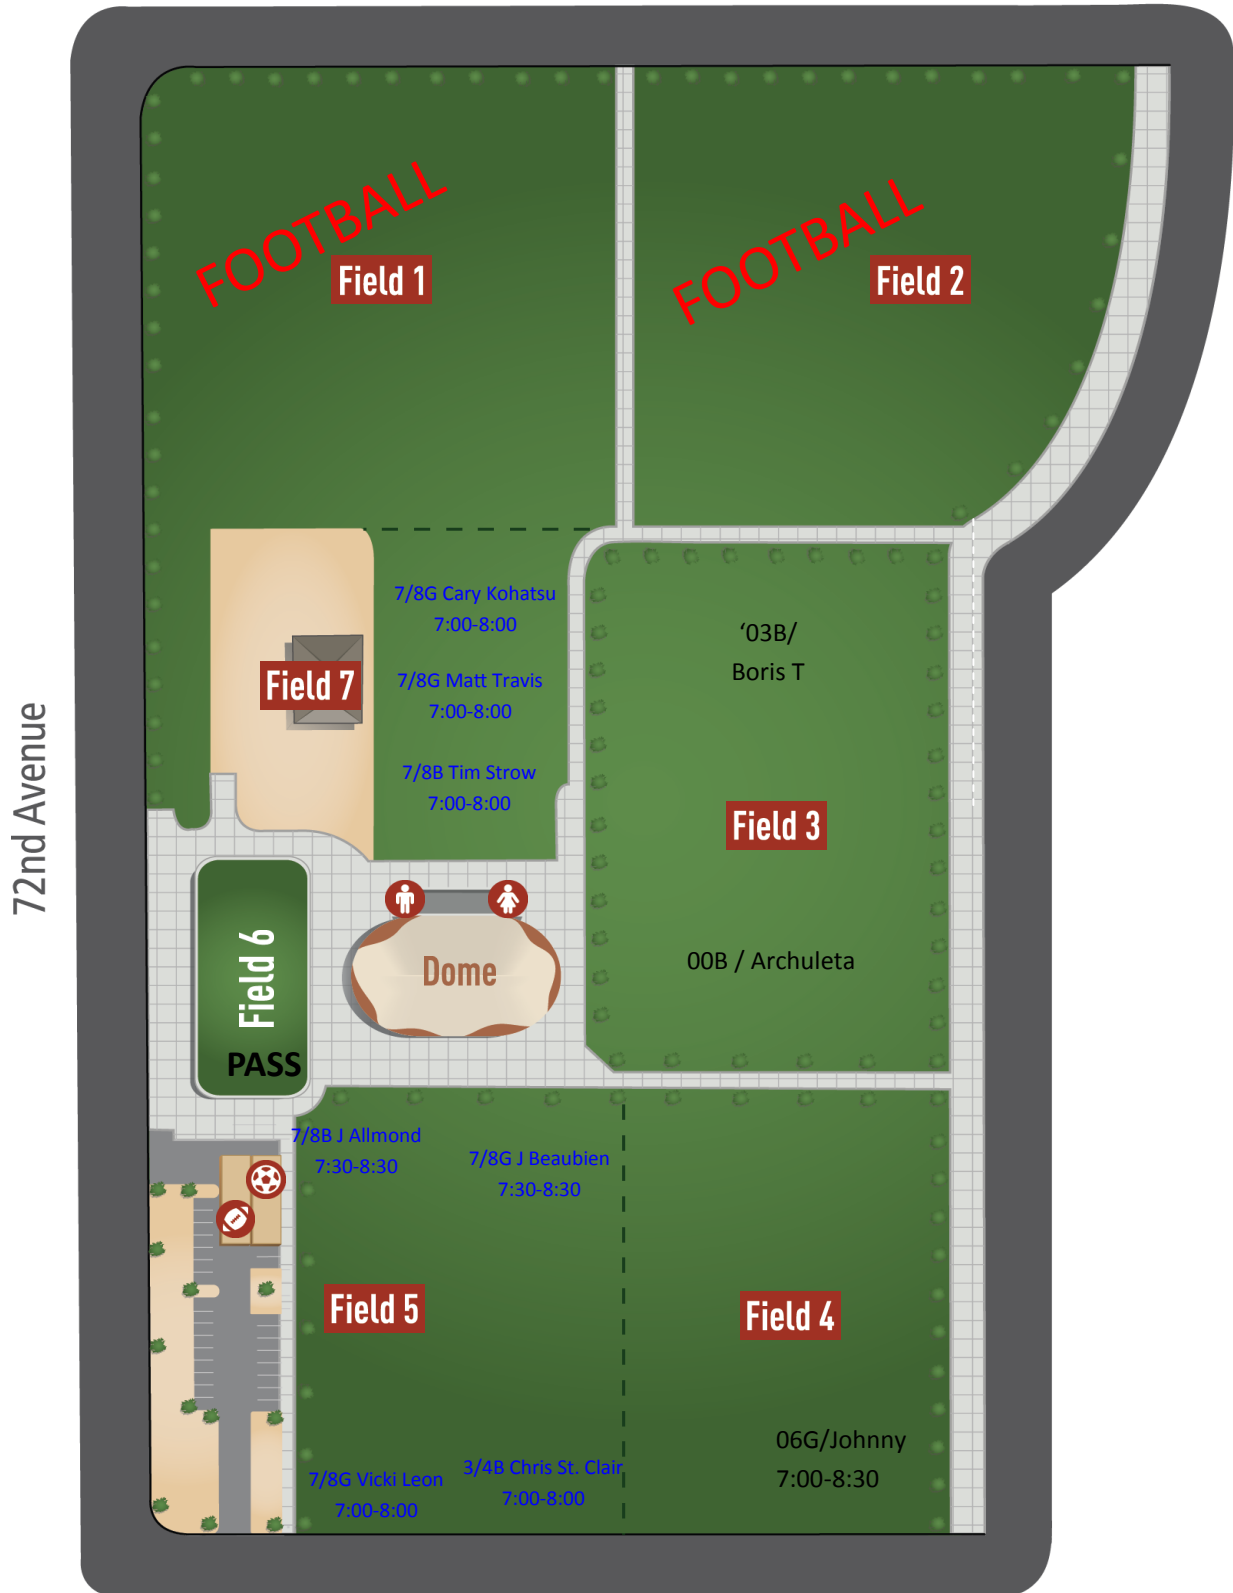 FOOTBALL
Field 1
FOOTBALL
Field 2
7/8G Cary Kohatsu
7:00-8:00
7/8G Matt Travis
7:00-8:00
7/8B Tim Strow
7:00-8:00
Field 7
‘03B/
Boris T
Field 3
00B / Archuleta
72nd Avenue
Field 6
PASS
Dome
7/8B J Allmond
7:30-8:30
7/8G J Beaubien
7:30-8:30
Field 5
Field 4
7/8G Vicki Leon
7:00-8:00
3/4B Chris St. Clair
7:00-8:00
06G/Johnny
7:00-8:30